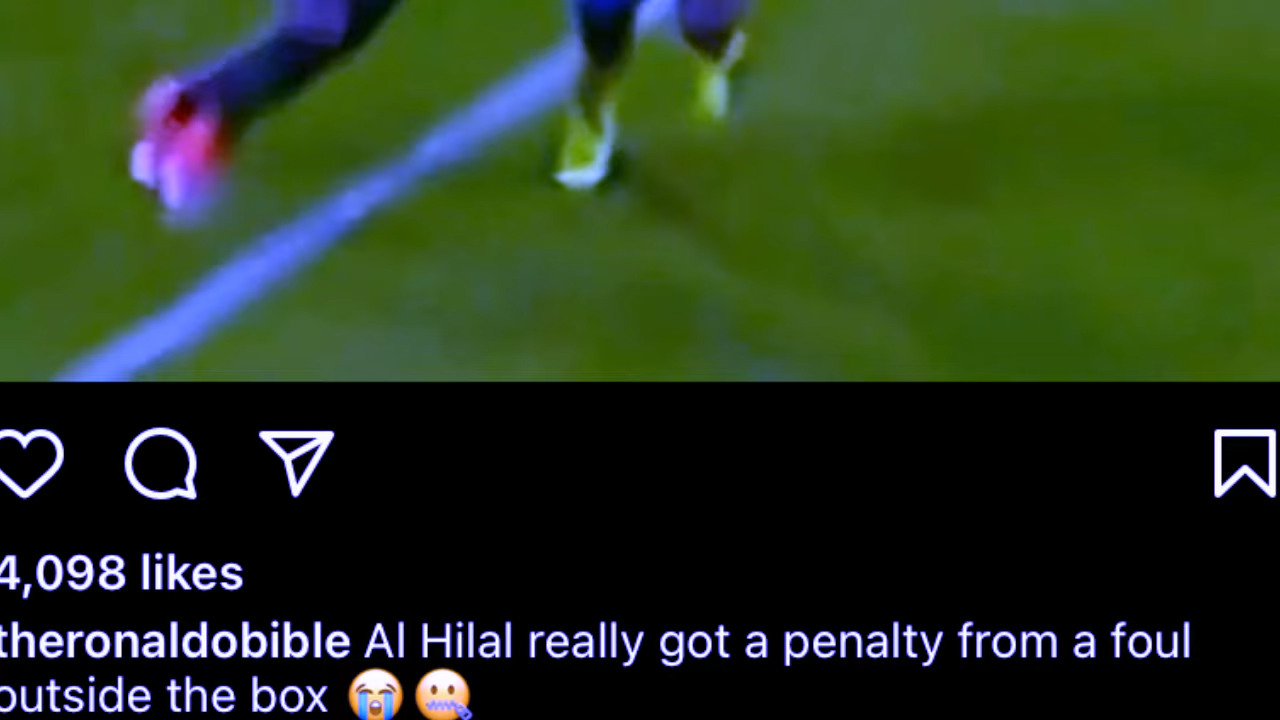 4,098 likes
theronaldobible Al Hilal really got a penalty from a foul
outside the box 😭 🤐